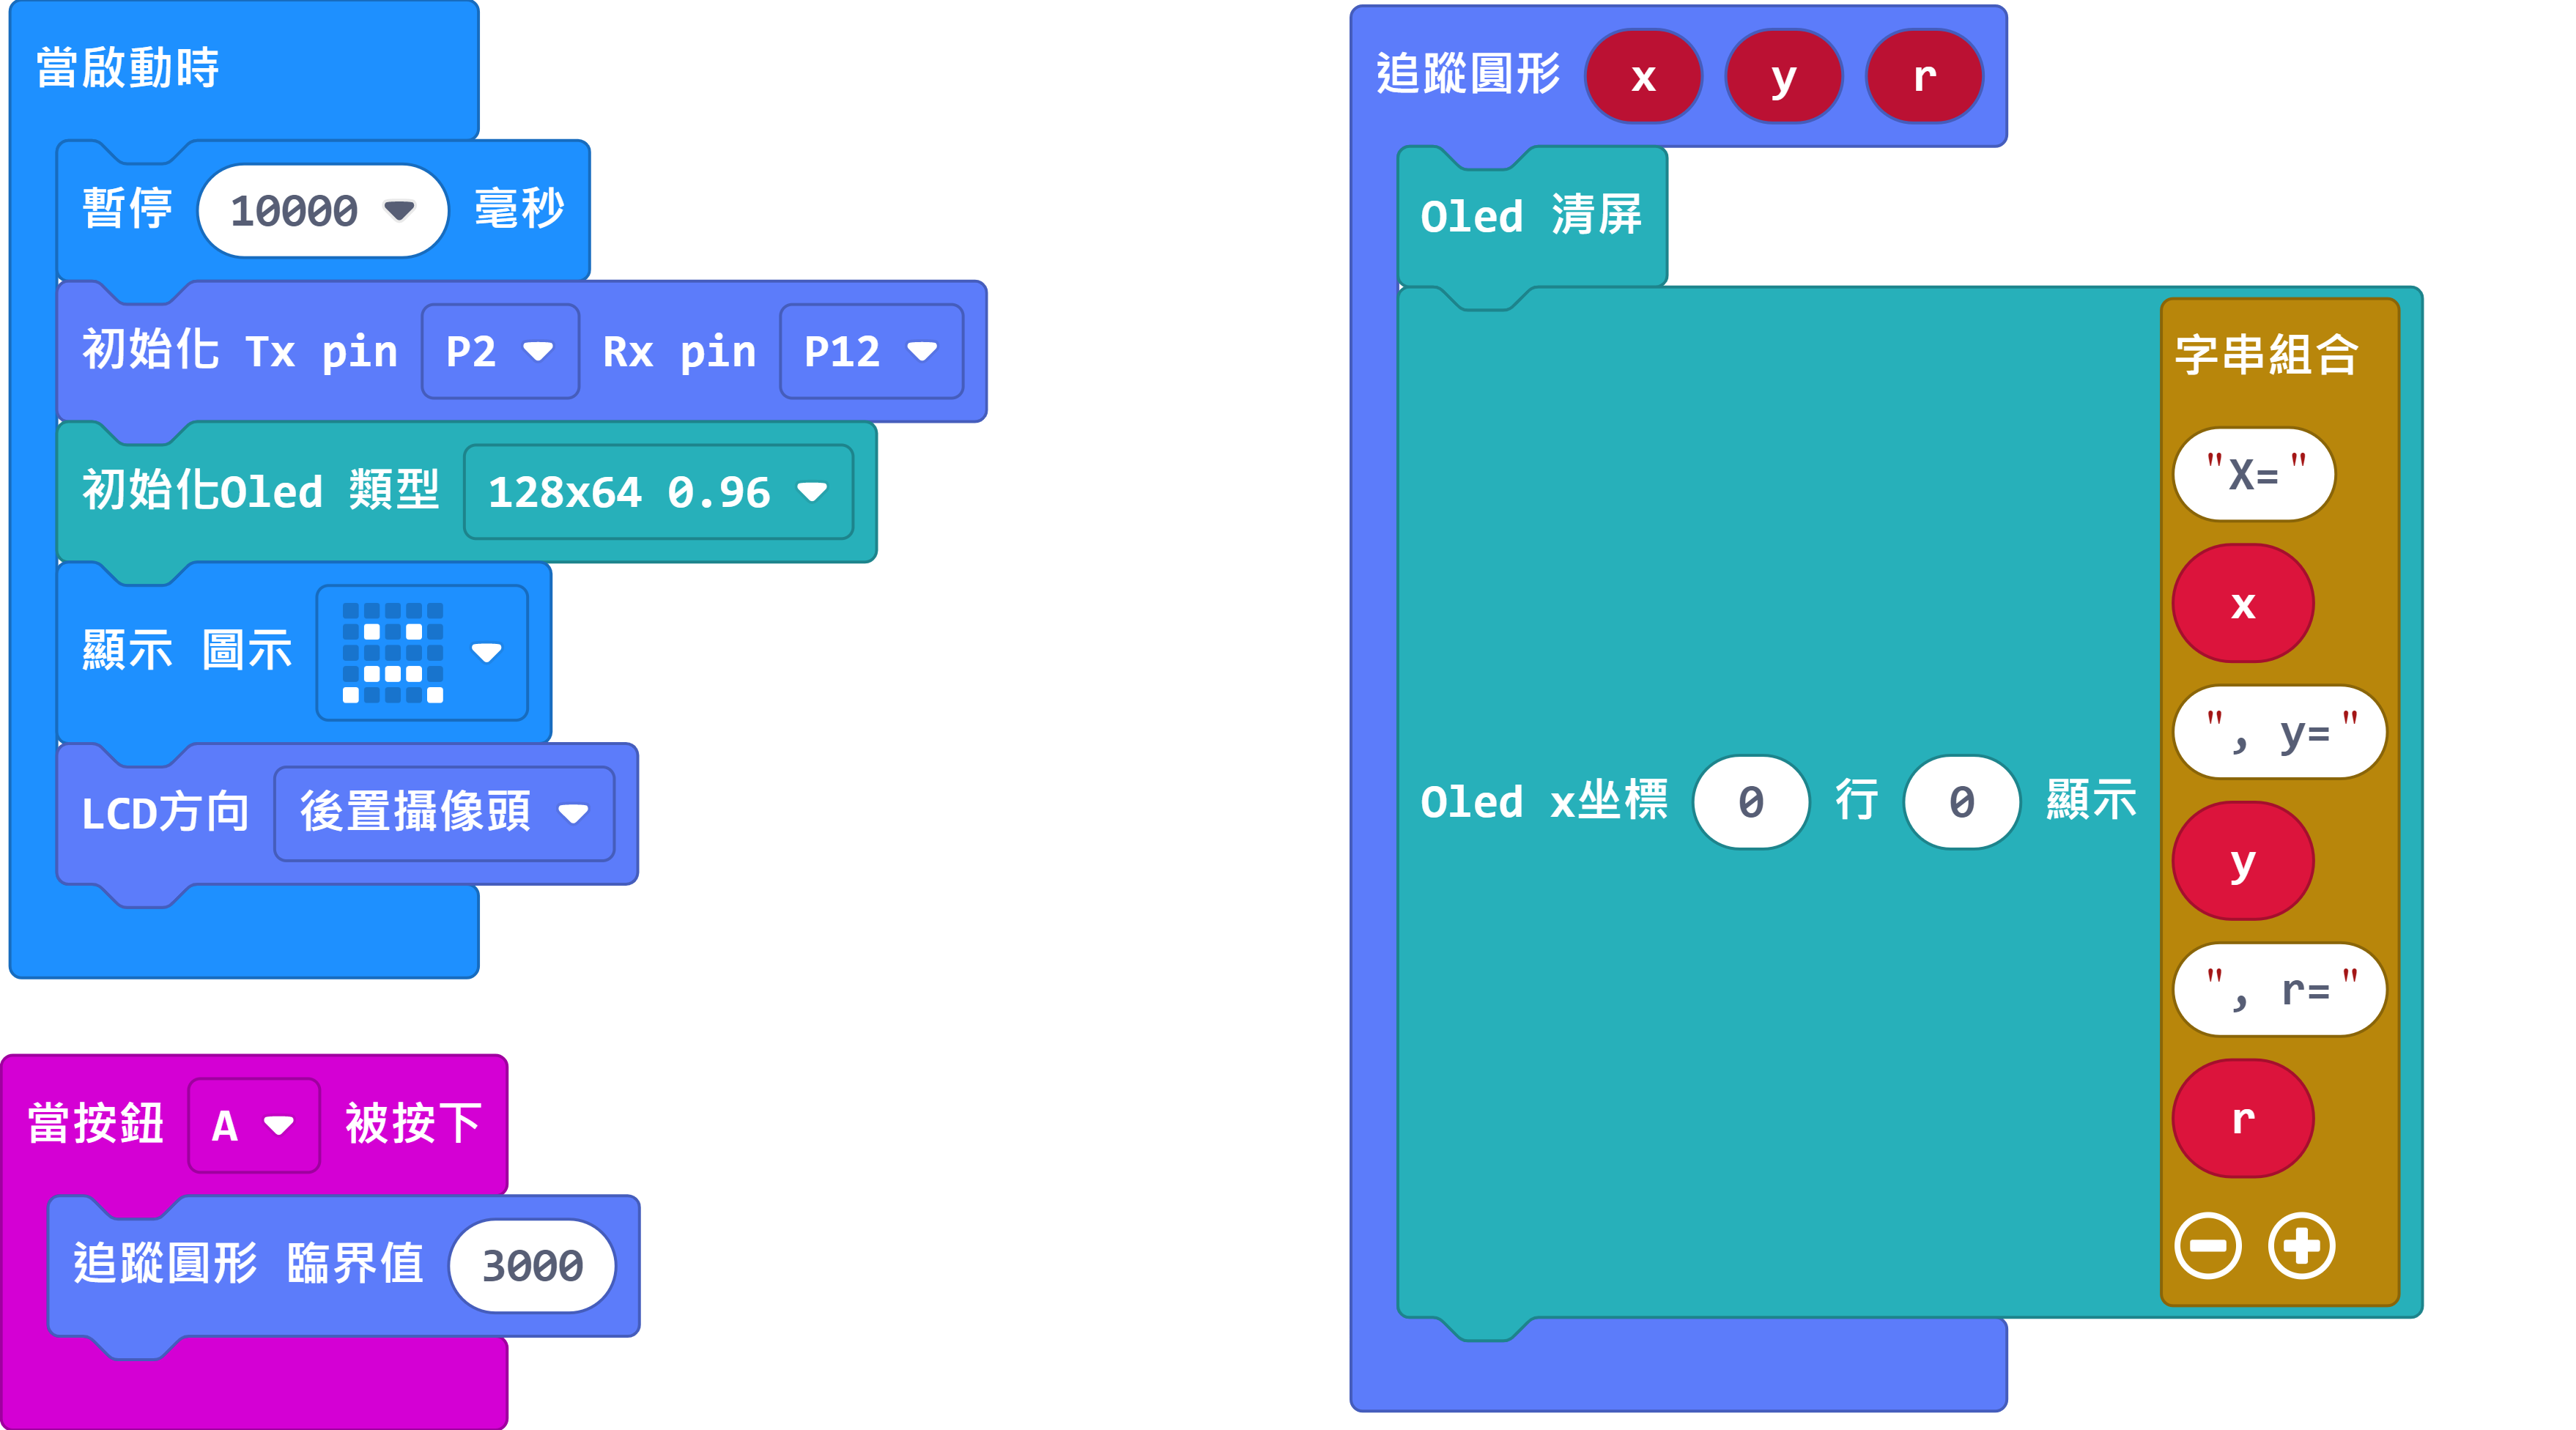 當啟動時
暫停 10000 毫秒
初始化 Tx pin P2 Rx pin P12
初始化Oled 類型 128x64 0.96
顯示 圖示
LCD方向 後置攝像頭
當按鈕 A 被按下
追蹤圓形 臨界值 3000
追蹤圓形 x y r
Oled 清屏
Oled x坐標 0 行 0 顯示
字串組合
"X="
x
", y="
y
", r="
r